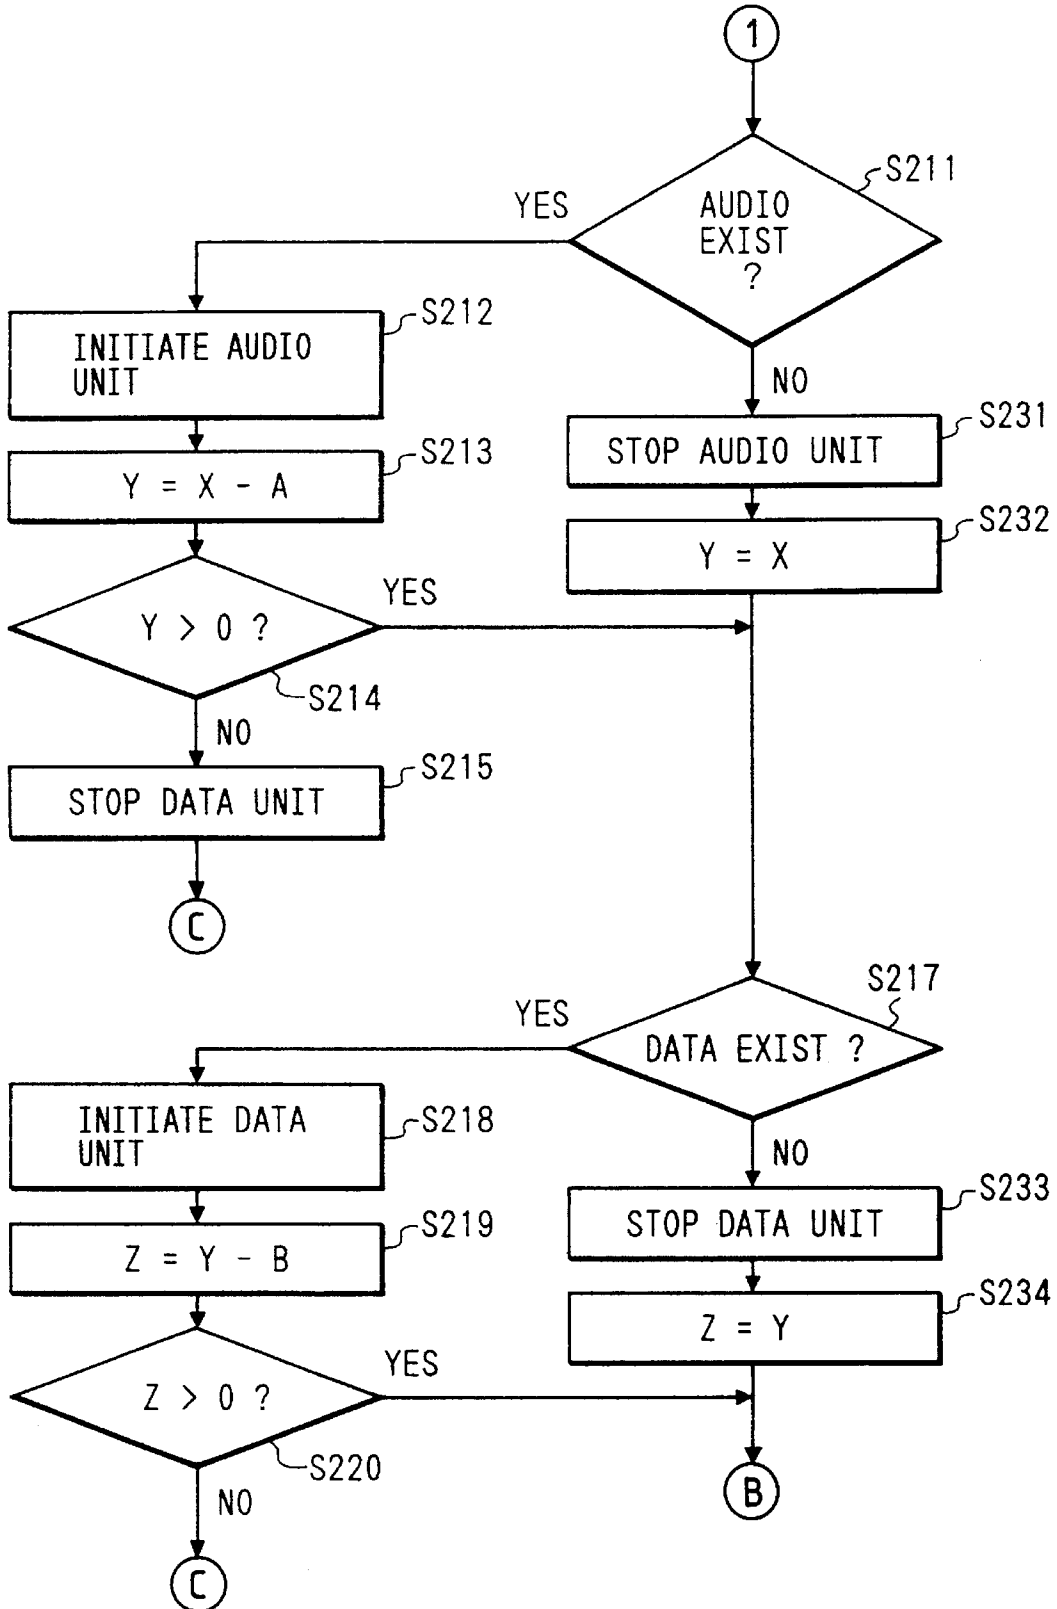 1
S211
YES
AUDIO
EXIST
?
S212
INITIATE AUDIO
UNIT
NO
S231
STOP AUDIO UNIT
S213
Y = X - A
S232
Y = X
YES
Y > 0 ?
S214
NO
S215
STOP DATA UNIT
C
S217
YES
DATA EXIST ?
INITIATE DATA
UNIT
S218
NO
S233
STOP DATA UNIT
S219
Z = Y - B
S234
Z = Y
YES
Z > 0 ?
S220
B
NO
C